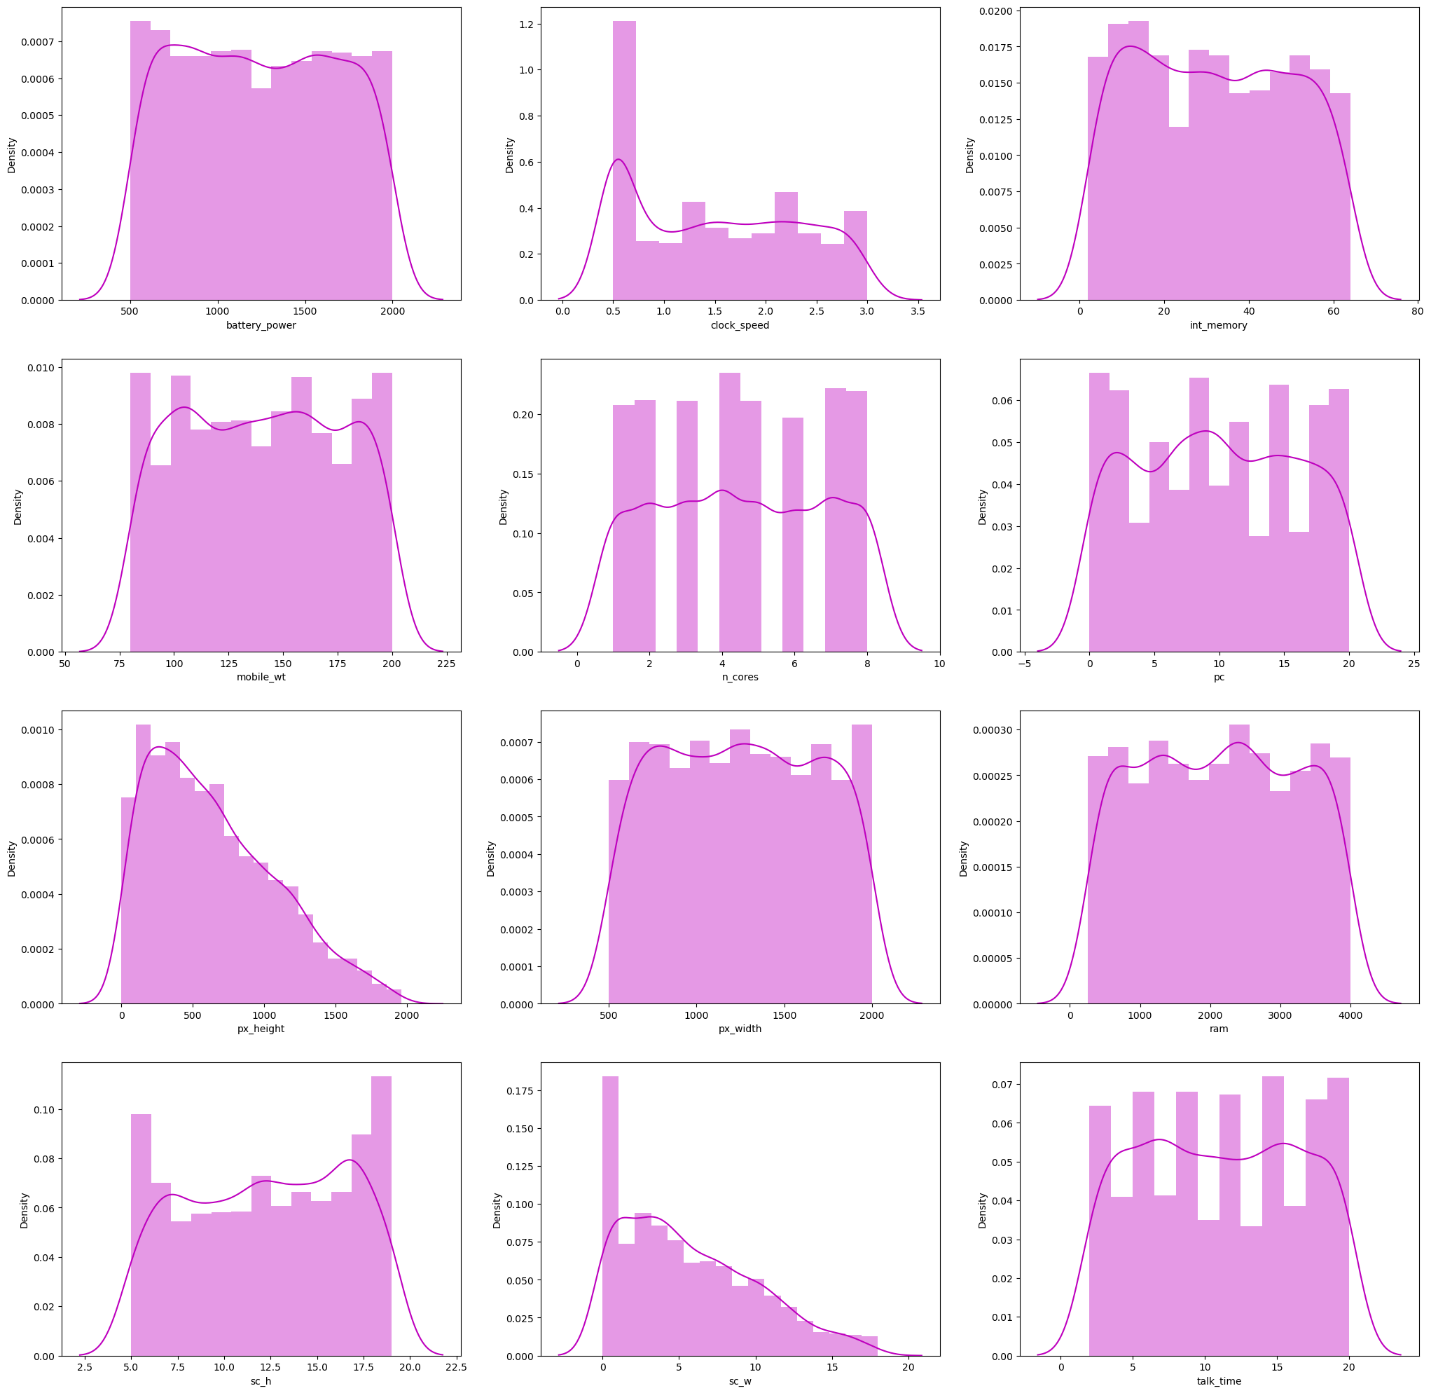 0.0007
0.0006
0.0005
0.0004
0.0003
0.0002
0.0001
0.0000
Density
500 1000 1500 2000
battery_power
1.2
1.0
0.8
0.6
0.4
0.2
0.0
Density
0.0 0.5 1.0 1.5 2.0 2.5 3.0 3.5
clock_speed
0.0200
0.0175
0.0150
0.0125
0.0100
0.0075
0.0050
0.0025
0.0000
Density
0 20 40 60 80
int_memory
0.010
0.008
0.006
0.004
0.002
0.000
Density
50 75 100 125 150 175 200 225
mobile_wt
0.20
0.15
0.10
0.05
0.00
Density
0 2 4 6 8 10
n_cores
0.06
0.05
0.04
0.03
0.02
0.01
0.00
Density
−5 0 5 10 15 20 25
pc
0.0010
0.0008
0.0006
0.0004
0.0002
0.0000
Density
0 500 1000 1500 2000
px_height
0.0007
0.0006
0.0005
0.0004
0.0003
0.0002
0.0001
0.0000
Density
500 1000 1500 2000
px_width
0.00030
0.00025
0.00020
0.00015
0.00010
0.00005
0.00000
Density
0 1000 2000 3000 4000
ram
0.10
0.08
0.06
0.04
0.02
0.00
Density
2.5 5.0 7.5 10.0 12.5 15.0 17.5 20.0 22.5
sc_h
0.175
0.150
0.125
0.100
0.075
0.050
0.025
0.000
Density
0 5 10 15 20
sc_w
0.07
0.06
0.05
0.04
0.03
0.02
0.01
0.00
Density
0 5 10 15 20
talk_time